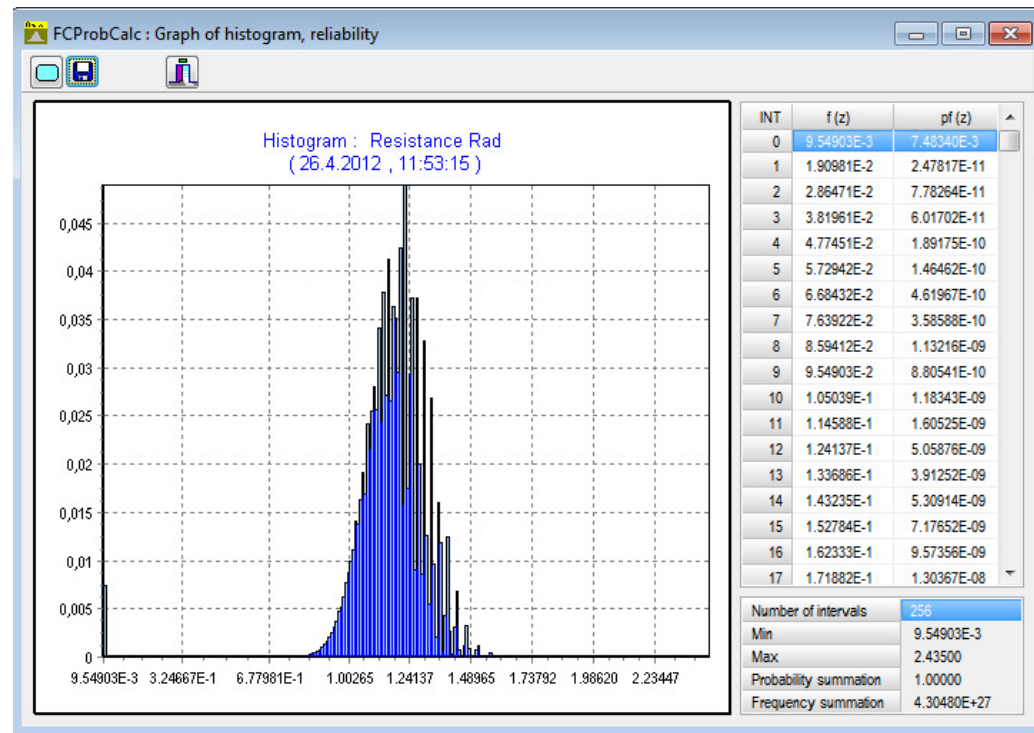 FCProbCalc : Graph of histogram, reliability
Histogram : Resistance Rad
( 26.4.2012 , 11:53:15 )
0,045
0,04
0,035
0,03
0,025
0,02
0,015
0,01
0,005
0
9.54903E-3 3.24667E-1 6.77981E-1 1.00265 1.24137 1.48965 1.73792 1.98620 2.23447
INT f (z) pf (z)
0 9.54903E-3 7.48340E-3
1 1.90981E-2 2.47817E-11
2 2.86471E-2 7.78264E-11
3 3.81961E-2 6.01702E-11
4 4.77451E-2 1.89175E-10
5 5.72942E-2 1.46462E-10
6 6.68432E-2 4.61967E-10
7 7.63922E-2 3.58588E-10
8 8.59412E-2 1.13216E-09
9 9.54903E-2 8.80541E-10
10 1.05039E-1 1.18343E-09
11 1.14588E-1 1.60525E-09
12 1.24137E-1 5.05876E-09
13 1.33686E-1 3.91252E-09
14 1.43235E-1 5.30914E-09
15 1.52784E-1 7.17652E-09
16 1.62333E-1 9.57356E-09
17 1.71882E-1 1.30367E-08
Number of intervals 256
Min 9.54903E-3
Max 2.43500
Probability summation 1.00000
Frequency summation 4.30480E+27